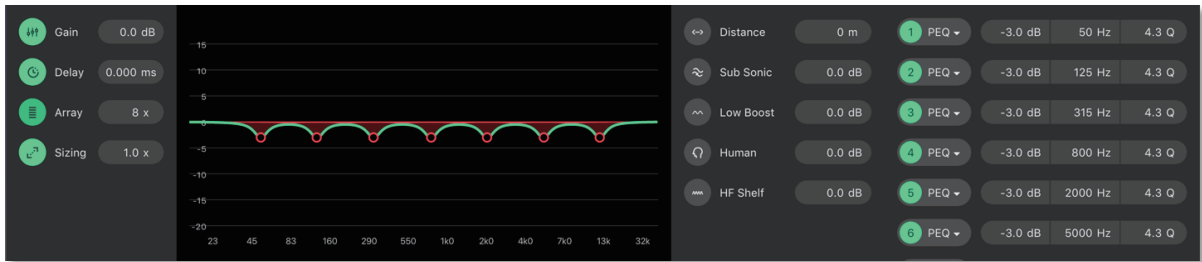 Gain 0.0 dB
Delay 0.000 ms
Array 8 x
Sizing 1.0 x
15
10
5
0
-5
-10
-15
-20
23 45 83 160 290 550 1k0 2k0 4k0 7k0 13k 32k
Distance 0 m
Sub Sonic 0.0 dB
Low Boost 0.0 dB
Human 0.0 dB
HF Shelf 0.0 dB
1 PEQ -3.0 dB 50 Hz 4.3 Q
2 PEQ -3.0 dB 125 Hz 4.3 Q
3 PEQ -3.0 dB 315 Hz 4.3 Q
4 PEQ -3.0 dB 800 Hz 4.3 Q
5 PEQ -3.0 dB 2000 Hz 4.3 Q
6 PEQ -3.0 dB 5000 Hz 4.3 Q